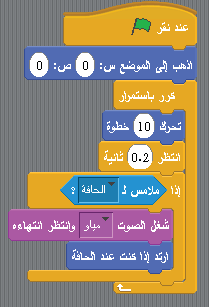 عند نقر
اذهب إلى الموضع س: 0 ص: 0
كرر باستمرار
تحرك 10 خطوة
انتظر 0.2 ثانية
إذا ملامس لـ الحافة ؟
شغل الصوت مياو وانتظر انتهاءه
ارتد إذا كنت عند الحافة